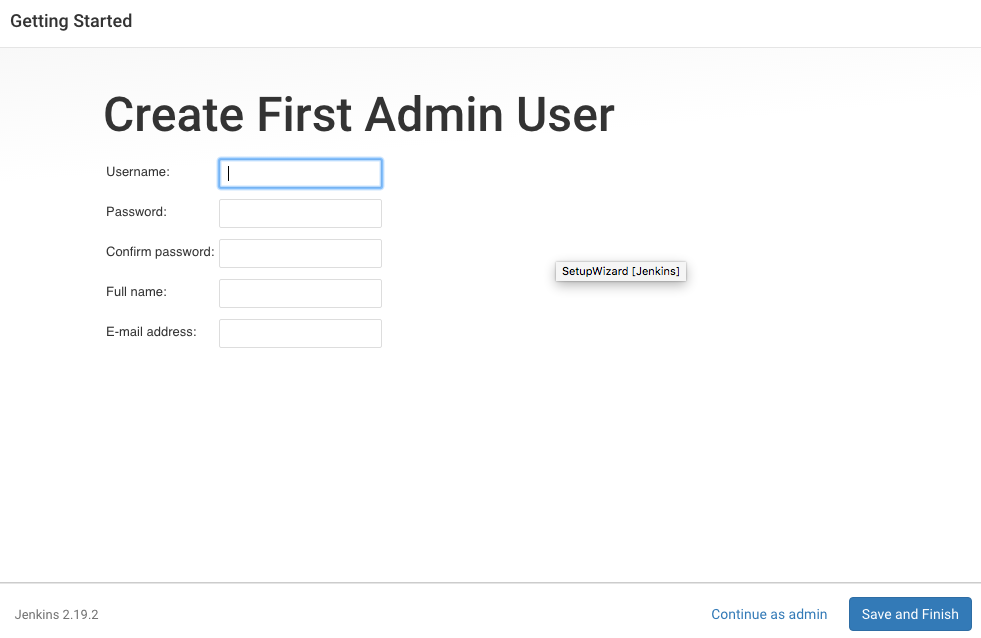 Getting Started
Create First Admin User
Username:
Password:
Confirm password:
SetupWizard [Jenkins]
Full name:
E-mail address:
Jenkins 2.19.2
Continue as admin
Save and Finish